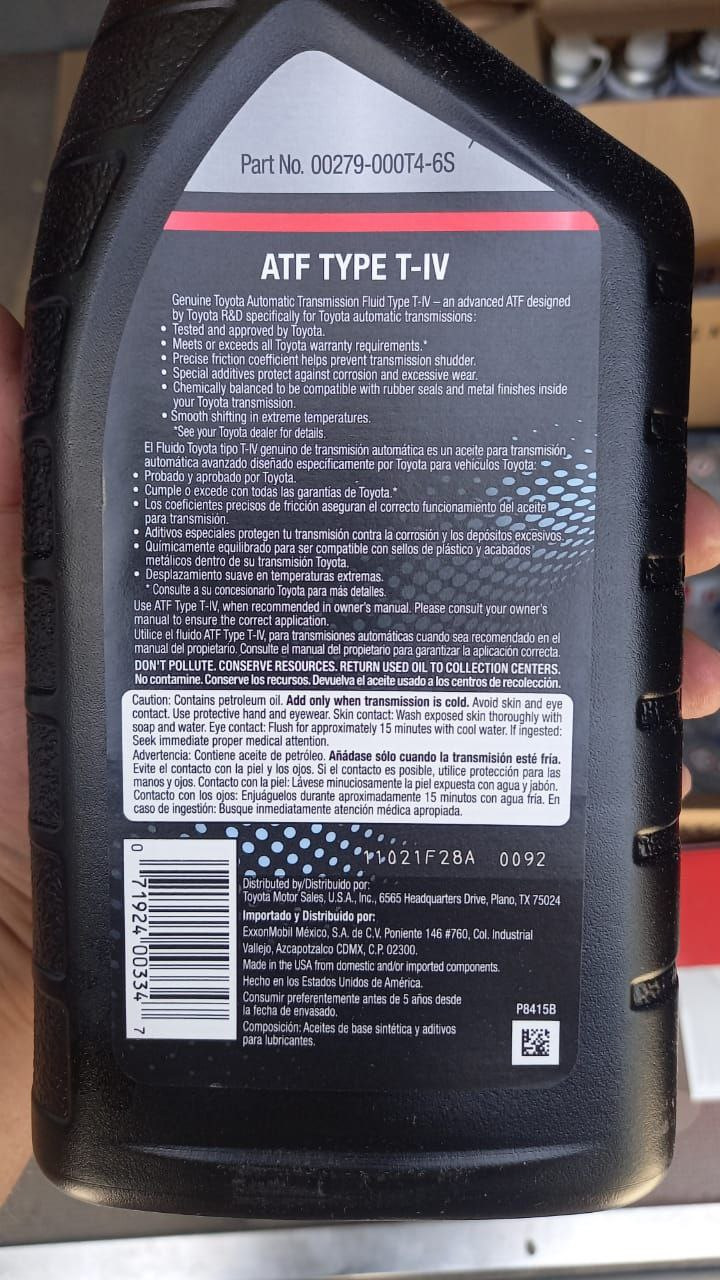 Part No. 00279-000T4-6S
ATF TYPE T-IV
Genuine Toyota Automatic Transmission Fluid Type T-IV – an advanced ATF designed
by Toyota R&D specifically for Toyota automatic transmissions:
• Tested and approved by Toyota.
• Meets or exceeds all Toyota warranty requirements.*
• Precise friction coefficient helps prevent transmission shudder.
• Special additives protect against corrosion and excessive wear.
• Chemically balanced to be compatible with rubber seals and metal finishes inside
your Toyota transmission.
• Smooth shifting in extreme temperatures.
*See your Toyota dealer for details.
El Fluido Toyota tipo T-IV genuino de transmisión automática es un aceite para transmisión
automática avanzado diseñado específicamente por Toyota para vehículos Toyota:
• Probado y aprobado por Toyota.
• Cumple o excede con todas las garantías de Toyota.*
• Los coeficientes precisos de fricción aseguran el correcto funcionamiento del aceite
para transmisión.
• Aditivos especiales protegen tu transmisión contra la corrosión y los depósitos excesivos.
• Químicamente equilibrado para ser compatible con sellos de plástico y acabados
metálicos dentro de su transmisión Toyota.
• Desplazamiento suave en temperaturas extremas.
* Consulte a su concesionario Toyota para más detalles.
Use ATF Type T-IV, when recommended in owner's manual. Please consult your owner's
manual to ensure the correct application.
Utilice el fluido ATF Type T-IV, para transmisiones automáticas cuando sea recomendado en el
manual del propietario. Consulte el manual del propietario para garantizar la aplicación correcta.
DON'T POLLUTE. CONSERVE RESOURCES. RETURN USED OIL TO COLLECTION CENTERS.
No contamine. Conserve los recursos. Devuelva el aceite usado a los centros de recolección.
Caution: Contains petroleum oil. Add only when transmission is cold. Avoid skin and eye
contact. Use protective hand and eyewear. Skin contact: Wash exposed skin thoroughly with
soap and water. Eye contact: Flush for approximately 15 minutes with cool water. If ingested:
Seek immediate proper medical attention.
Advertencia: Contiene aceite de petróleo. Añádase sólo cuando la transmisión esté fría.
Evite el contacto con la piel y los ojos. Si el contacto es posible, utilice protección para las
manos y ojos. Contacto con la piel: Lávese minuciosamente la piel expuesta con agua y jabón.
Contacto con los ojos: Enjuáguelos durante aproximadamente 15 minutos con agua fría. En
caso de ingestión: Busque inmediatamente atención médica apropiada.
11021F28A 0092
0 71924 00334 7
Distributed by/Distribuido por:
Toyota Motor Sales, U.S.A., Inc., 6565 Headquarters Drive, Plano, TX 75024
Importado y Distribuido por:
ExxonMobil México, S.A. de C.V. Poniente 146 #760, Col. Industrial
Vallejo, Azcapotzalco CDMX, C.P. 02300.
Made in the USA from domestic and/or imported components.
Hecho en los Estados Unidos de América.
Consumir preferentemente antes de 5 años desde
la fecha de envasado.
Composición: Aceites de base sintética y aditivos
para lubricantes.
P8415B